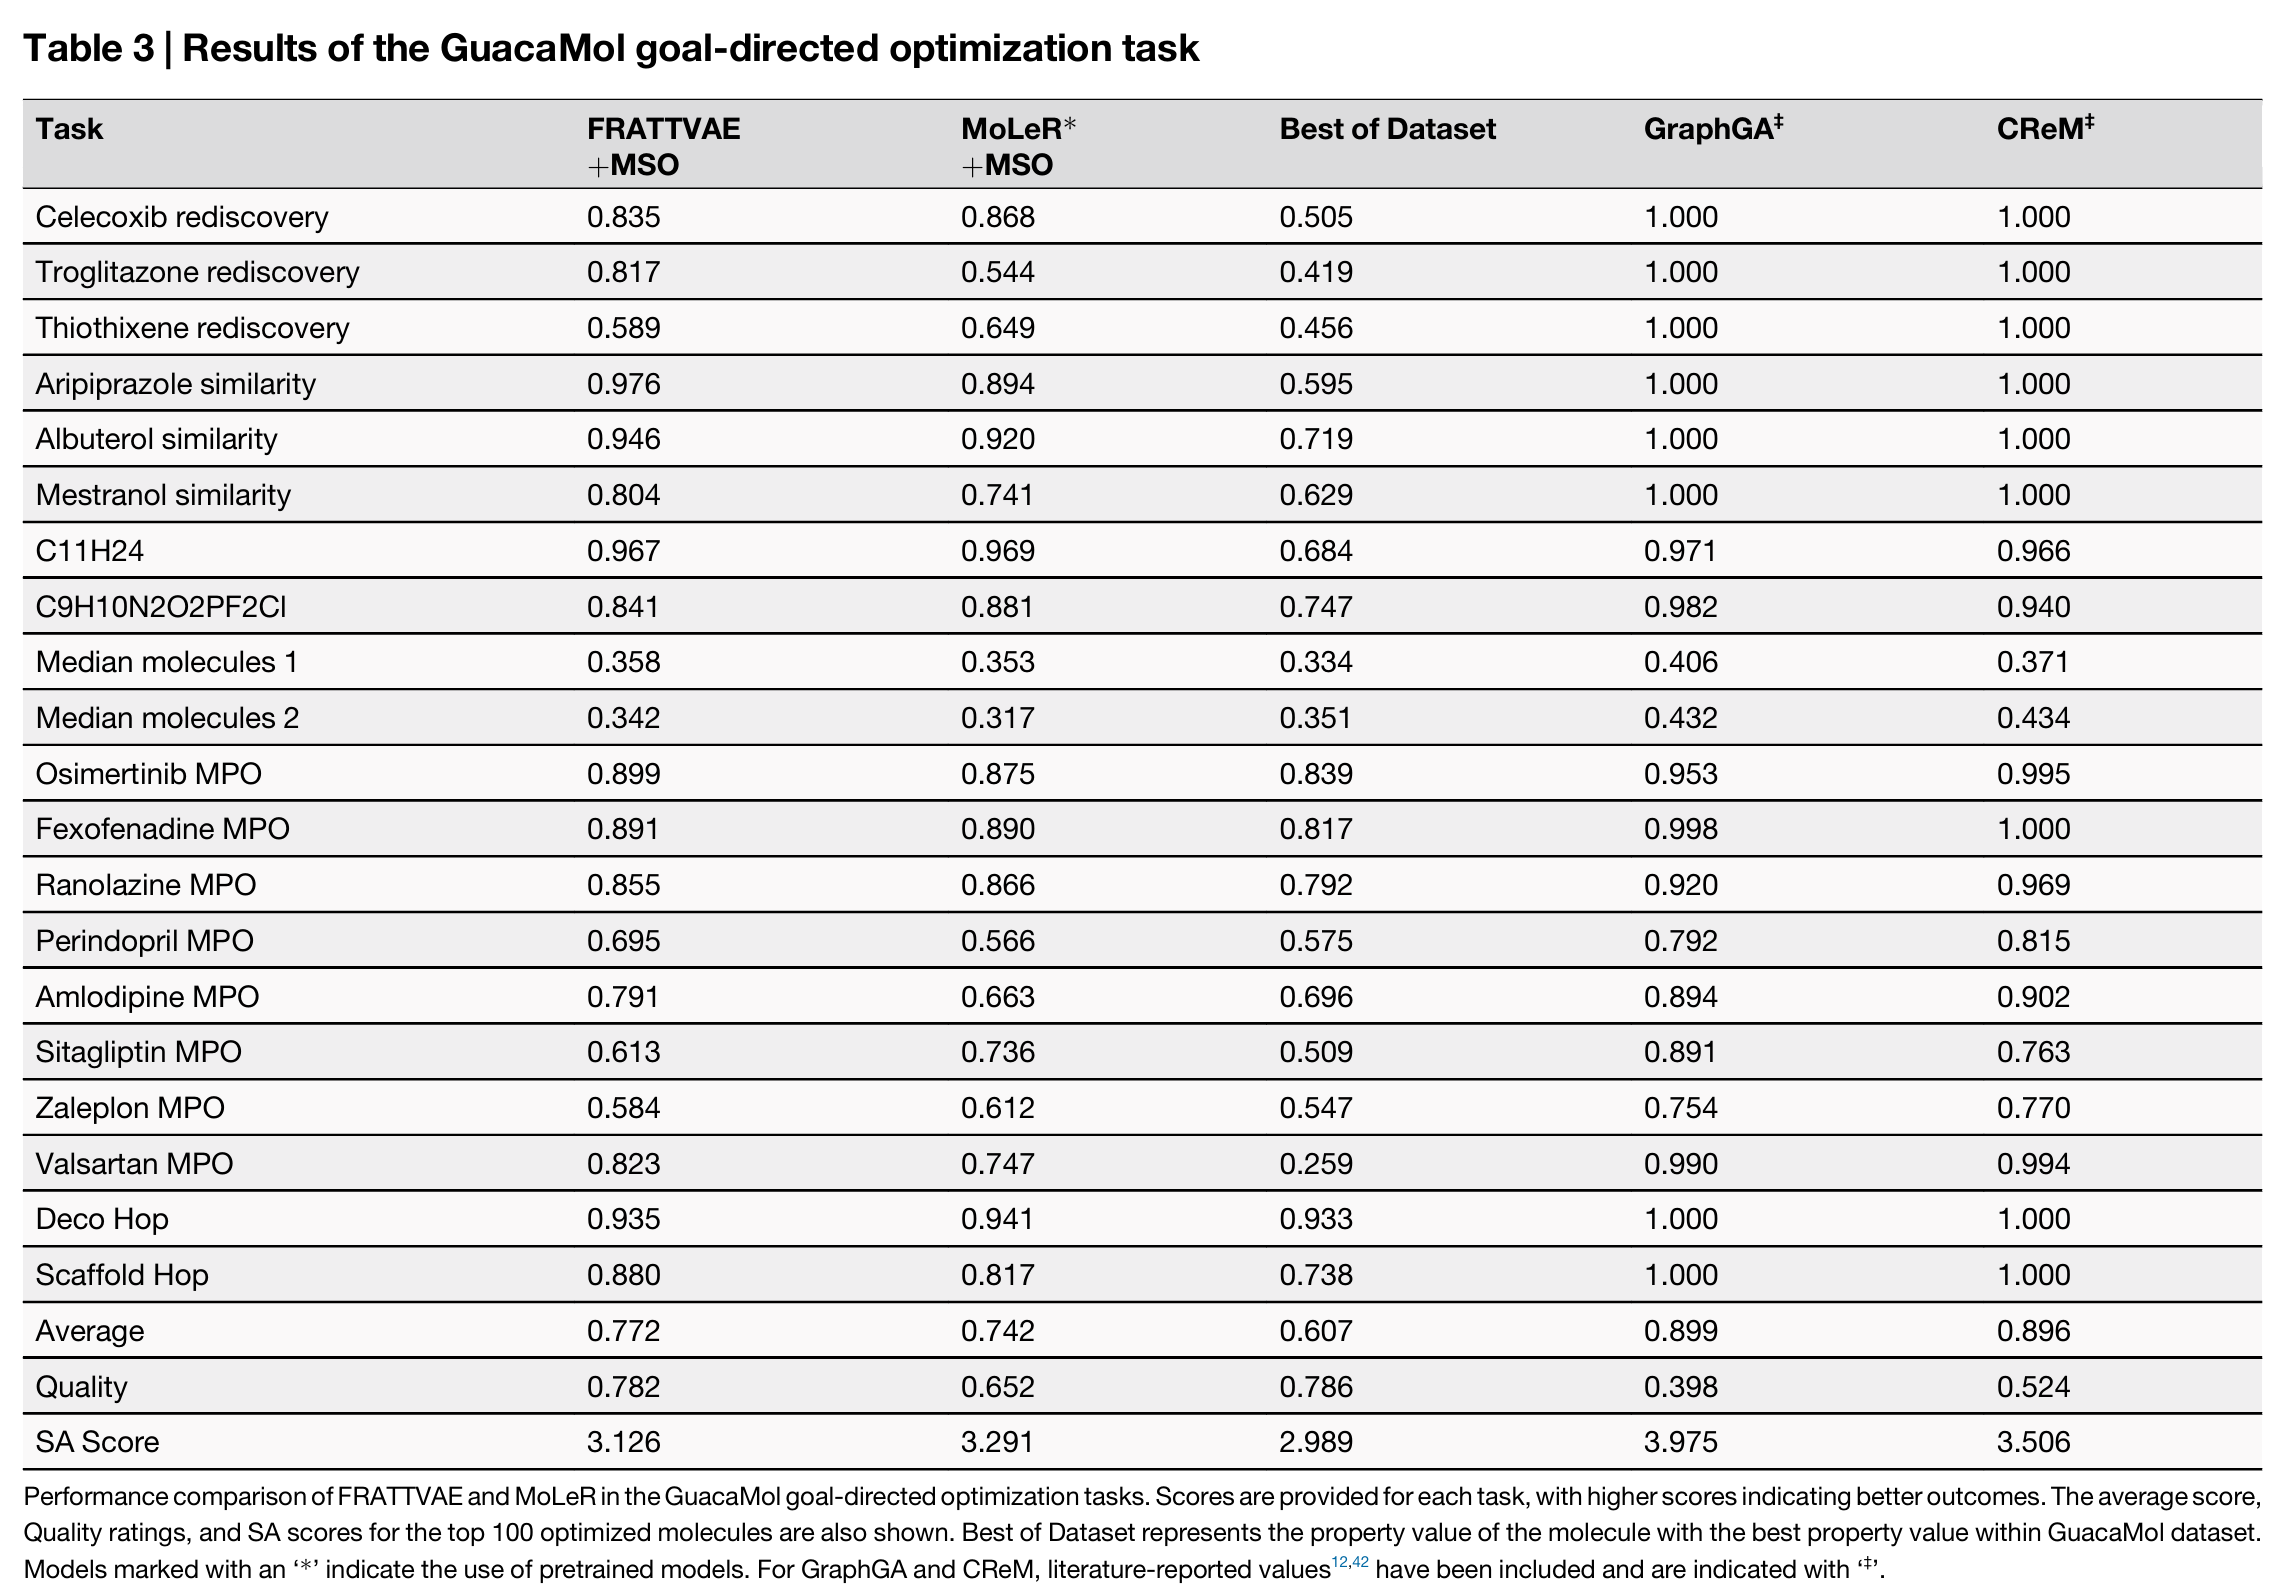 Table 3 | Results of the GuacaMol goal-directed optimization task
Task FRATTVAE +MSO MoLeR* +MSO Best of Dataset GraphGA‡ CReM‡
Celecoxib rediscovery 0.835 0.868 0.505 1.000 1.000
Troglitazone rediscovery 0.817 0.544 0.419 1.000 1.000
Thiothixene rediscovery 0.589 0.649 0.456 1.000 1.000
Aripiprazole similarity 0.976 0.894 0.595 1.000 1.000
Albuterol similarity 0.946 0.920 0.719 1.000 1.000
Mestranol similarity 0.804 0.741 0.629 1.000 1.000
C11H24 0.967 0.969 0.684 0.971 0.966
C9H10N2O2PF2Cl 0.841 0.881 0.747 0.982 0.940
Median molecules 1 0.358 0.353 0.334 0.406 0.371
Median molecules 2 0.342 0.317 0.351 0.432 0.434
Osimertinib MPO 0.899 0.875 0.839 0.953 0.995
Fexofenadine MPO 0.891 0.890 0.817 0.998 1.000
Ranolazine MPO 0.855 0.866 0.792 0.920 0.969
Perindopril MPO 0.695 0.566 0.575 0.792 0.815
Amlodipine MPO 0.791 0.663 0.696 0.894 0.902
Sitagliptin MPO 0.613 0.736 0.509 0.891 0.763
Zaleplon MPO 0.584 0.612 0.547 0.754 0.770
Valsartan MPO 0.823 0.747 0.259 0.990 0.994
Deco Hop 0.935 0.941 0.933 1.000 1.000
Scaffold Hop 0.880 0.817 0.738 1.000 1.000
Average 0.772 0.742 0.607 0.899 0.896
Quality 0.782 0.652 0.786 0.398 0.524
SA Score 3.126 3.291 2.989 3.975 3.506
Performance comparison of FRATTVAE and MoLeR in the GuacaMol goal-directed optimization tasks. Scores are provided for each task, with higher scores indicating better outcomes. The average score,
Quality ratings, and SA scores for the top 100 optimized molecules are also shown. Best of Dataset represents the property value of the molecule with the best property value within GuacaMol dataset.
Models marked with an ‘*’ indicate the use of pretrained models. For GraphGA and CReM, literature-reported values12,42 have been included and are indicated with ‘‡’.